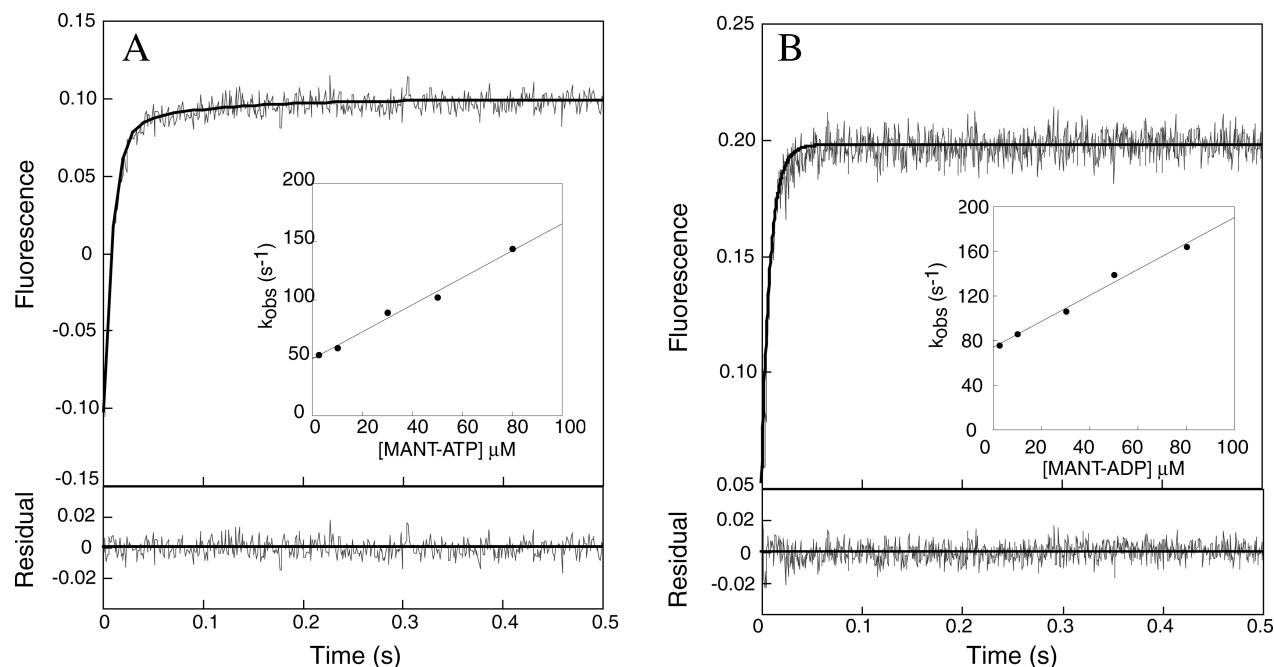 A
0.15
0.10
0.05
0
-0.05
-0.10
-0.15
Fluorescence
200
150
100
50
0
k_obs (s^-1)
0 20 40 60 80 100
[MANT-ATP] μM
0.02
0
-0.02
Residual
0 0.1 0.2 0.3 0.4 0.5
Time (s)
B
0.25
0.20
0.15
0.10
0.05
Fluorescence
200
160
120
80
40
0
k_obs (s^-1)
0 20 40 60 80 100
[MANT-ADP] μM
0.02
0
-0.02
Residual
0 0.1 0.2 0.3 0.4 0.5
Time (s)